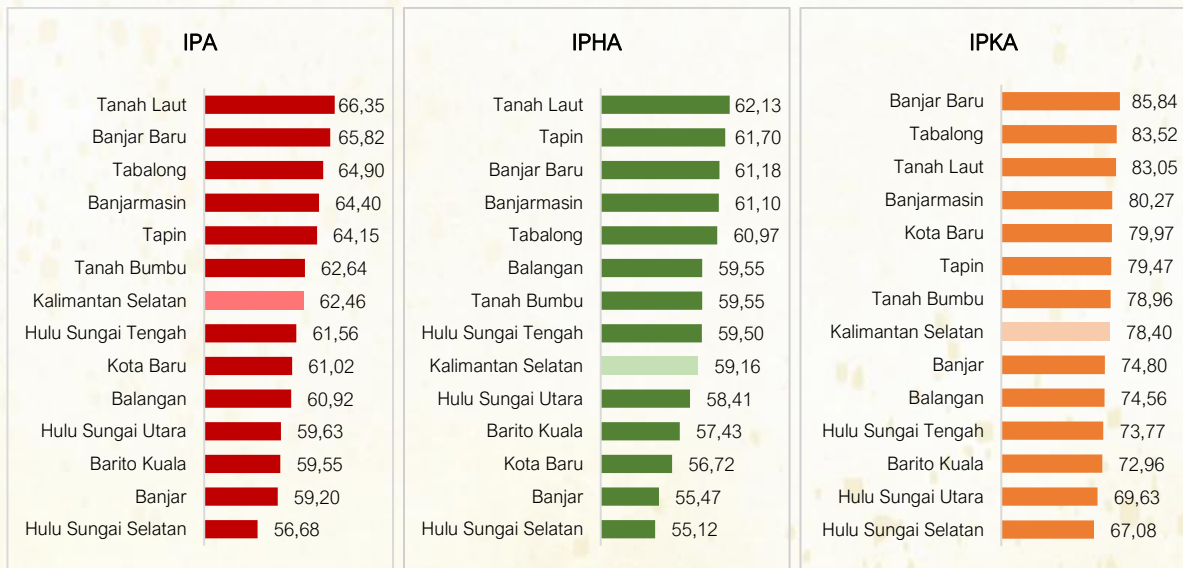 IPA
Tanah Laut 66,35
Banjar Baru 65,82
Tabalong 64,90
Banjarmasin 64,40
Tapin 64,15
Tanah Bumbu 62,64
Kalimantan Selatan 62,46
Hulu Sungai Tengah 61,56
Kota Baru 61,02
Balangan 60,92
Hulu Sungai Utara 59,63
Barito Kuala 59,55
Banjar 59,20
Hulu Sungai Selatan 56,68
IPHA
Tanah Laut 62,13
Tapin 61,70
Banjar Baru 61,18
Banjarmasin 61,10
Tabalong 60,97
Balangan 59,55
Tanah Bumbu 59,55
Hulu Sungai Tengah 59,50
Kalimantan Selatan 59,16
Hulu Sungai Utara 58,41
Barito Kuala 57,43
Kota Baru 56,72
Banjar 55,47
Hulu Sungai Selatan 55,12
IPKA
Banjar Baru 85,84
Tabalong 83,52
Tanah Laut 83,05
Banjarmasin 80,27
Kota Baru 79,97
Tapin 79,47
Tanah Bumbu 78,96
Kalimantan Selatan 78,40
Banjar 74,80
Balangan 74,56
Hulu Sungai Tengah 73,77
Barito Kuala 72,96
Hulu Sungai Utara 69,63
Hulu Sungai Selatan 67,08